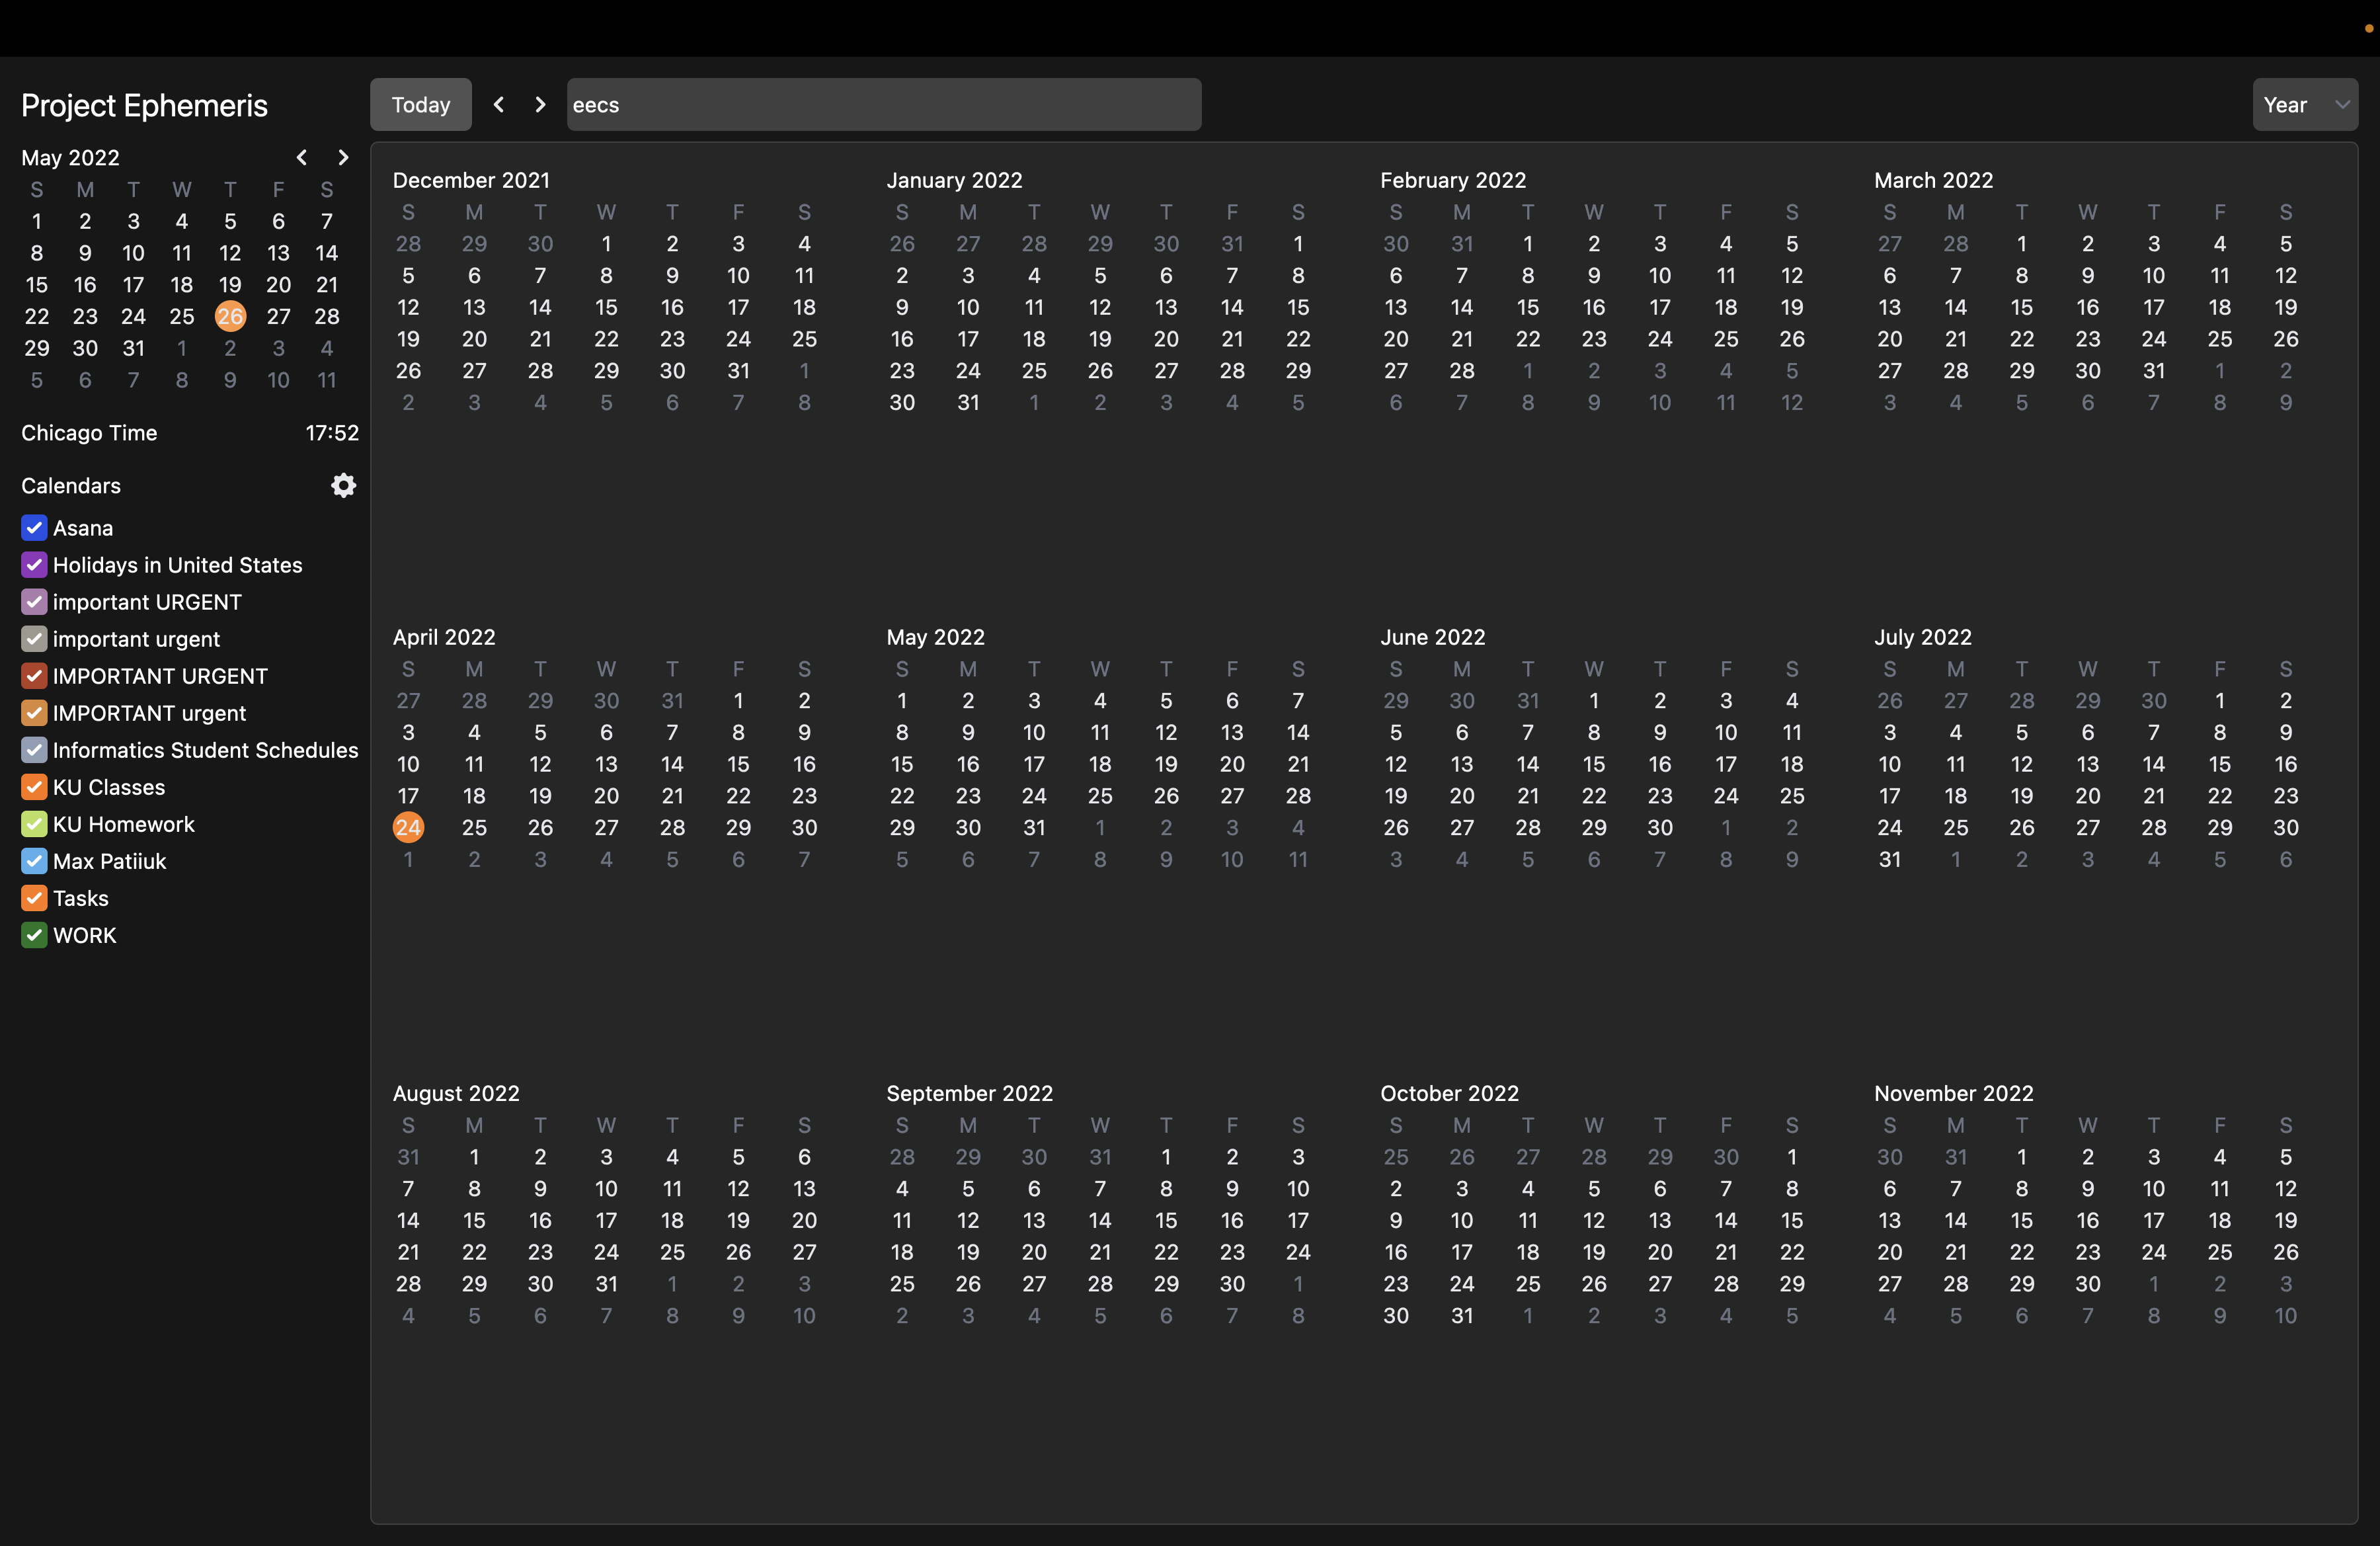 Project Ephemeris
Today
eecs
Year
May 2022
S M T W T F S
1 2 3 4 5 6 7
8 9 10 11 12 13 14
15 16 17 18 19 20 21
22 23 24 25 26 27 28
29 30 31 1 2 3 4
5 6 7 8 9 10 11
Chicago Time 17:52
Calendars
Asana
Holidays in United States
important URGENT
important urgent
IMPORTANT URGENT
IMPORTANT urgent
Informatics Student Schedules
KU Classes
KU Homework
Max Patiiuk
Tasks
WORK
December 2021
S M T W T F S
28 29 30 1 2 3 4
5 6 7 8 9 10 11
12 13 14 15 16 17 18
19 20 21 22 23 24 25
26 27 28 29 30 31 1
2 3 4 5 6 7 8
January 2022
S M T W T F S
26 27 28 29 30 31 1
2 3 4 5 6 7 8
9 10 11 12 13 14 15
16 17 18 19 20 21 22
23 24 25 26 27 28 29
30 31 1 2 3 4 5
February 2022
S M T W T F S
30 31 1 2 3 4 5
6 7 8 9 10 11 12
13 14 15 16 17 18 19
20 21 22 23 24 25 26
27 28 1 2 3 4 5
6 7 8 9 10 11 12
March 2022
S M T W T F S
27 28 1 2 3 4 5
6 7 8 9 10 11 12
13 14 15 16 17 18 19
20 21 22 23 24 25 26
27 28 29 30 31 1 2
3 4 5 6 7 8 9
April 2022
S M T W T F S
27 28 29 30 31 1 2
3 4 5 6 7 8 9
10 11 12 13 14 15 16
17 18 19 20 21 22 23
24 25 26 27 28 29 30
1 2 3 4 5 6 7
May 2022
S M T W T F S
1 2 3 4 5 6 7
8 9 10 11 12 13 14
15 16 17 18 19 20 21
22 23 24 25 26 27 28
29 30 31 1 2 3 4
5 6 7 8 9 10 11
June 2022
S M T W T F S
29 30 31 1 2 3 4
5 6 7 8 9 10 11
12 13 14 15 16 17 18
19 20 21 22 23 24 25
26 27 28 29 30 1 2
3 4 5 6 7 8 9
July 2022
S M T W T F S
26 27 28 29 30 1 2
3 4 5 6 7 8 9
10 11 12 13 14 15 16
17 18 19 20 21 22 23
24 25 26 27 28 29 30
31 1 2 3 4 5 6
August 2022
S M T W T F S
31 1 2 3 4 5 6
7 8 9 10 11 12 13
14 15 16 17 18 19 20
21 22 23 24 25 26 27
28 29 30 31 1 2 3
4 5 6 7 8 9 10
September 2022
S M T W T F S
28 29 30 31 1 2 3
4 5 6 7 8 9 10
11 12 13 14 15 16 17
18 19 20 21 22 23 24
25 26 27 28 29 30 1
2 3 4 5 6 7 8
October 2022
S M T W T F S
25 26 27 28 29 30 1
2 3 4 5 6 7 8
9 10 11 12 13 14 15
16 17 18 19 20 21 22
23 24 25 26 27 28 29
30 31 1 2 3 4 5
November 2022
S M T W T F S
30 31 1 2 3 4 5
6 7 8 9 10 11 12
13 14 15 16 17 18 19
20 21 22 23 24 25 26
27 28 29 30 1 2 3
4 5 6 7 8 9 10